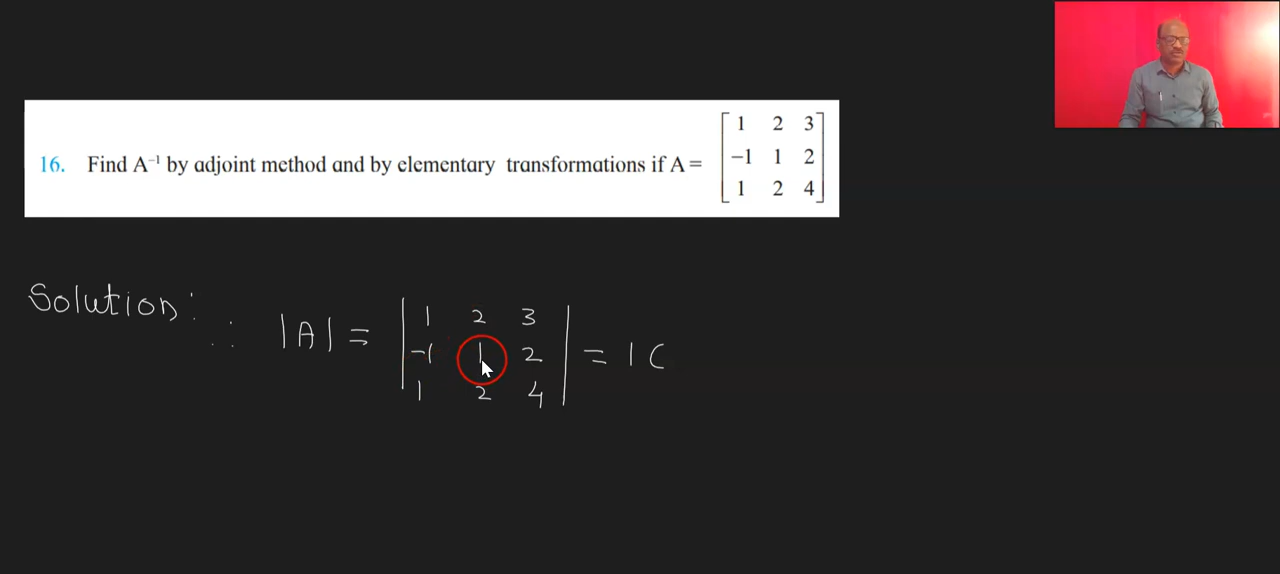 1 2 3
16. Find A⁻¹ by adjoint method and by elementary transformations if A = −1 1 2
1 2 4
Solution:
1 2 3
∴ |A| = | -1 1 2 | = 1 (
1 2 4